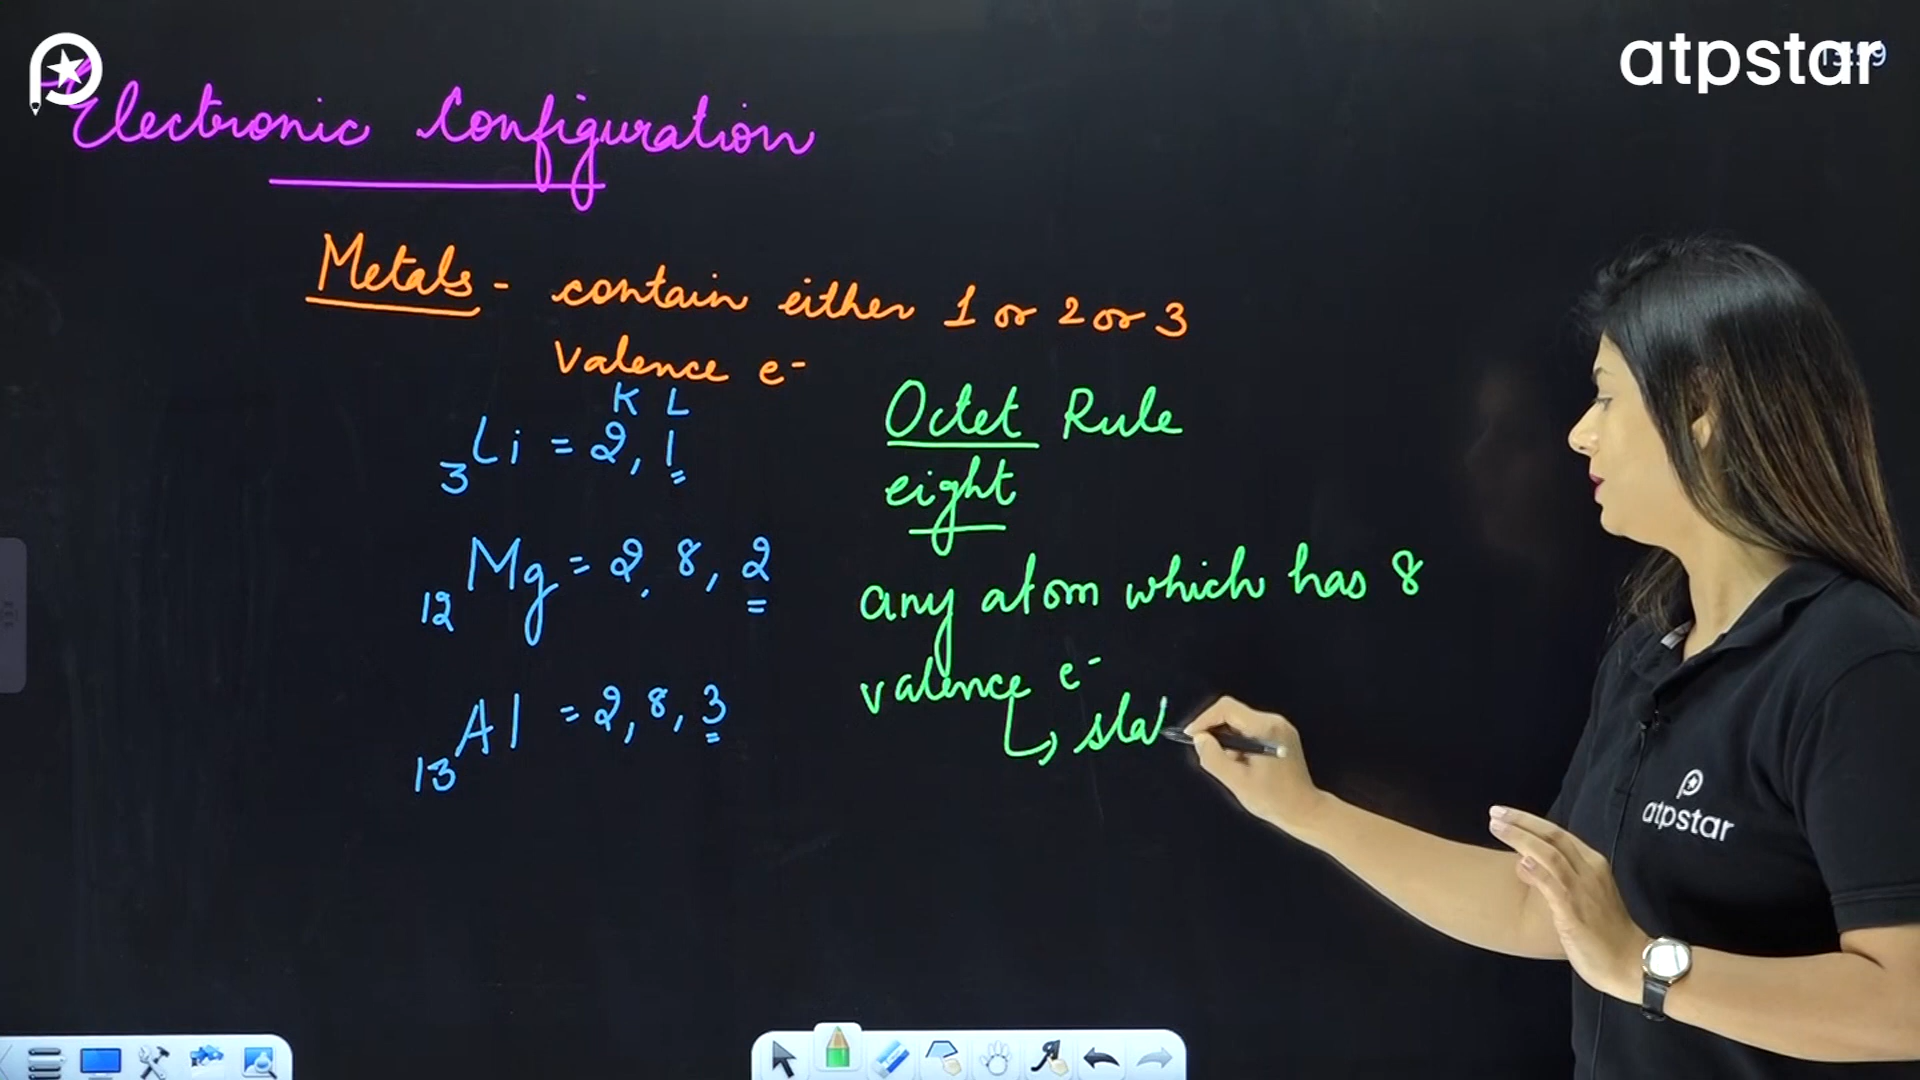 atpstar
Electronic Configuration
Metals - contain either 1 or 2 or 3
valence e⁻
K L
₃Li = 2, 1
₁₂Mg = 2, 8, 2
₁₃Al = 2, 8, 3
Octet Rule
eight
any atom which has 8
valence e⁻
↳ stat
atpstar